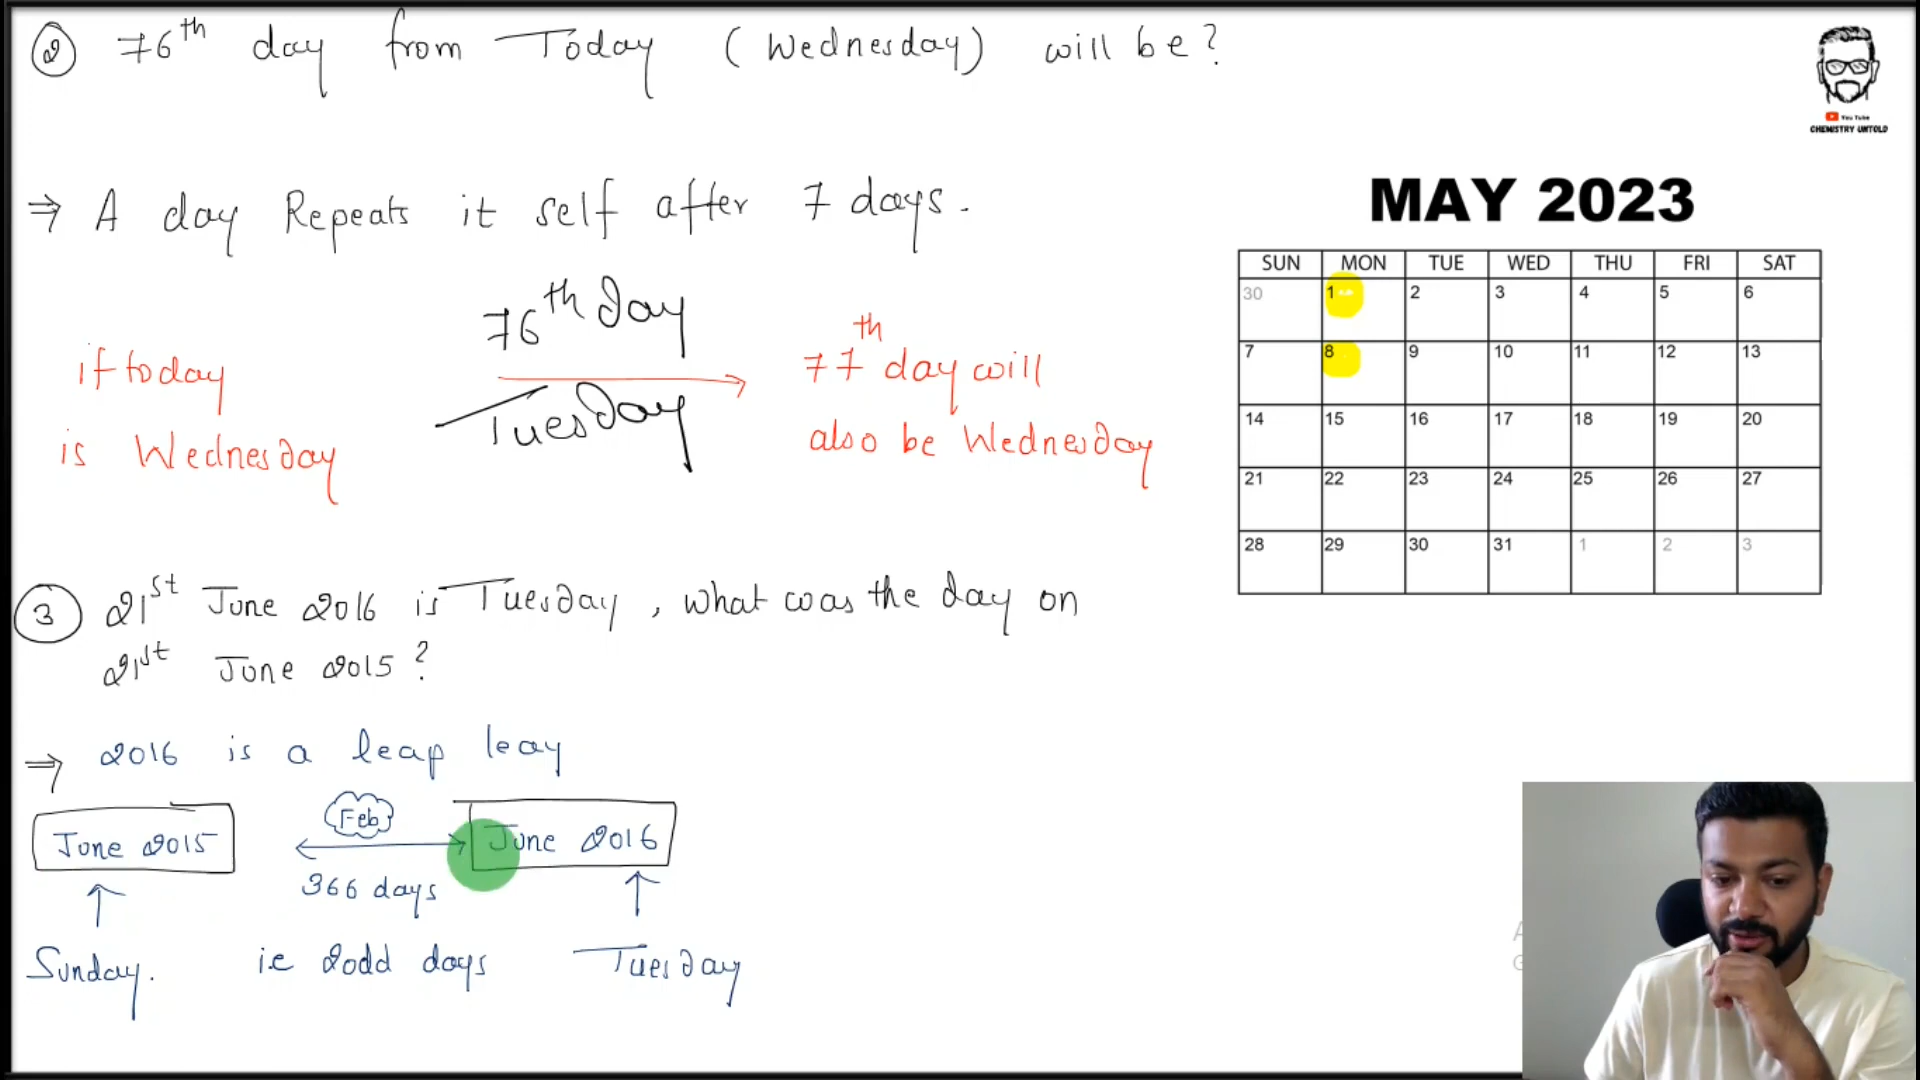 2 76th day from Today (Wednesday) will be?
You Tube
CHEMISTRY UNTOLD
⇒ A day Repeats it self after 7 days.
76th day
if today
is Wednesday
Tuesday
77th day will
also be Wednesday
MAY 2023
SUN MON TUE WED THU FRI SAT
30 1 2 3 4 5 6
7 8 9 10 11 12 13
14 15 16 17 18 19 20
21 22 23 24 25 26 27
28 29 30 31 1 2 3
3 21st June 2016 is Tuesday, what was the day on
21st June 2015?
⇒ 2016 is a leap leay
June 2015 Feb June 2016
366 days
Sunday. i.e 2odd days Tuesday